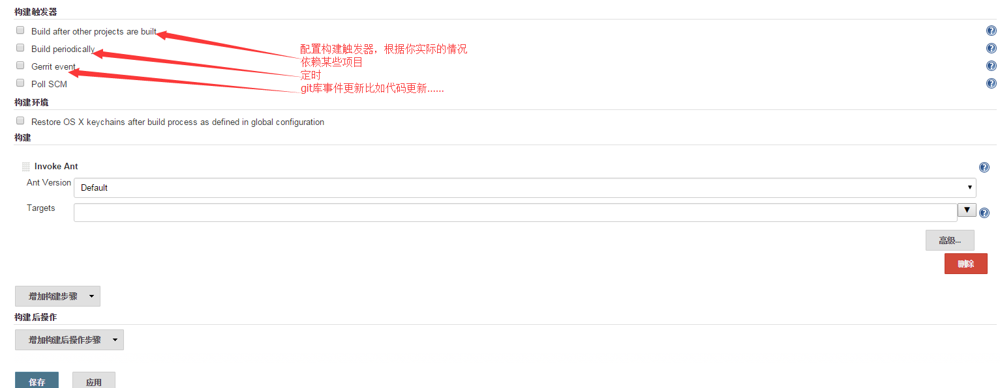 构建触发器
Build after other projects are built
Build periodically
配置构建触发器，根据你实际的情况
依赖某些项目
Gerrit event
定时
Poll SCM
git库事件更新比如代码更新......
构建环境
Restore OS X keychains after build process as defined in global configuration
构建
Invoke Ant
Ant Version
Default
Targets
高级...
删除
增加构建步骤
构建后操作
增加构建后操作步骤
保存 应用